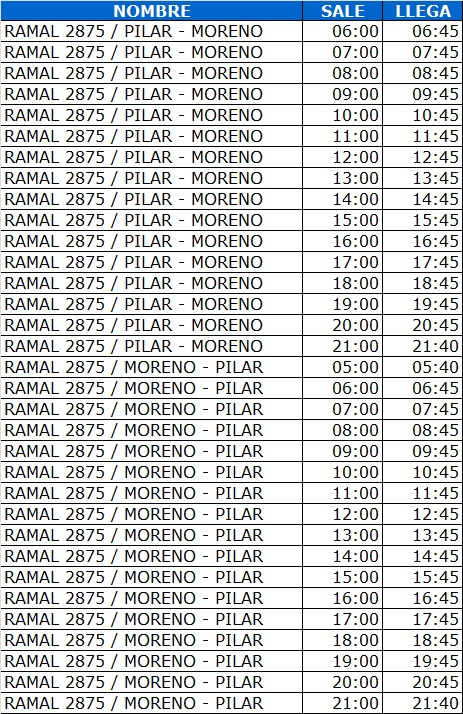 NOMBRE SALE LLEGA
RAMAL 2875 / PILAR - MORENO 06:00 06:45
RAMAL 2875 / PILAR - MORENO 07:00 07:45
RAMAL 2875 / PILAR - MORENO 08:00 08:45
RAMAL 2875 / PILAR - MORENO 09:00 09:45
RAMAL 2875 / PILAR - MORENO 10:00 10:45
RAMAL 2875 / PILAR - MORENO 11:00 11:45
RAMAL 2875 / PILAR - MORENO 12:00 12:45
RAMAL 2875 / PILAR - MORENO 13:00 13:45
RAMAL 2875 / PILAR - MORENO 14:00 14:45
RAMAL 2875 / PILAR - MORENO 15:00 15:45
RAMAL 2875 / PILAR - MORENO 16:00 16:45
RAMAL 2875 / PILAR - MORENO 17:00 17:45
RAMAL 2875 / PILAR - MORENO 18:00 18:45
RAMAL 2875 / PILAR - MORENO 19:00 19:45
RAMAL 2875 / PILAR - MORENO 20:00 20:45
RAMAL 2875 / PILAR - MORENO 21:00 21:40
RAMAL 2875 / MORENO - PILAR 05:00 05:40
RAMAL 2875 / MORENO - PILAR 06:00 06:45
RAMAL 2875 / MORENO - PILAR 07:00 07:45
RAMAL 2875 / MORENO - PILAR 08:00 08:45
RAMAL 2875 / MORENO - PILAR 09:00 09:45
RAMAL 2875 / MORENO - PILAR 10:00 10:45
RAMAL 2875 / MORENO - PILAR 11:00 11:45
RAMAL 2875 / MORENO - PILAR 12:00 12:45
RAMAL 2875 / MORENO - PILAR 13:00 13:45
RAMAL 2875 / MORENO - PILAR 14:00 14:45
RAMAL 2875 / MORENO - PILAR 15:00 15:45
RAMAL 2875 / MORENO - PILAR 16:00 16:45
RAMAL 2875 / MORENO - PILAR 17:00 17:45
RAMAL 2875 / MORENO - PILAR 18:00 18:45
RAMAL 2875 / MORENO - PILAR 19:00 19:45
RAMAL 2875 / MORENO - PILAR 20:00 20:45
RAMAL 2875 / MORENO - PILAR 21:00 21:40